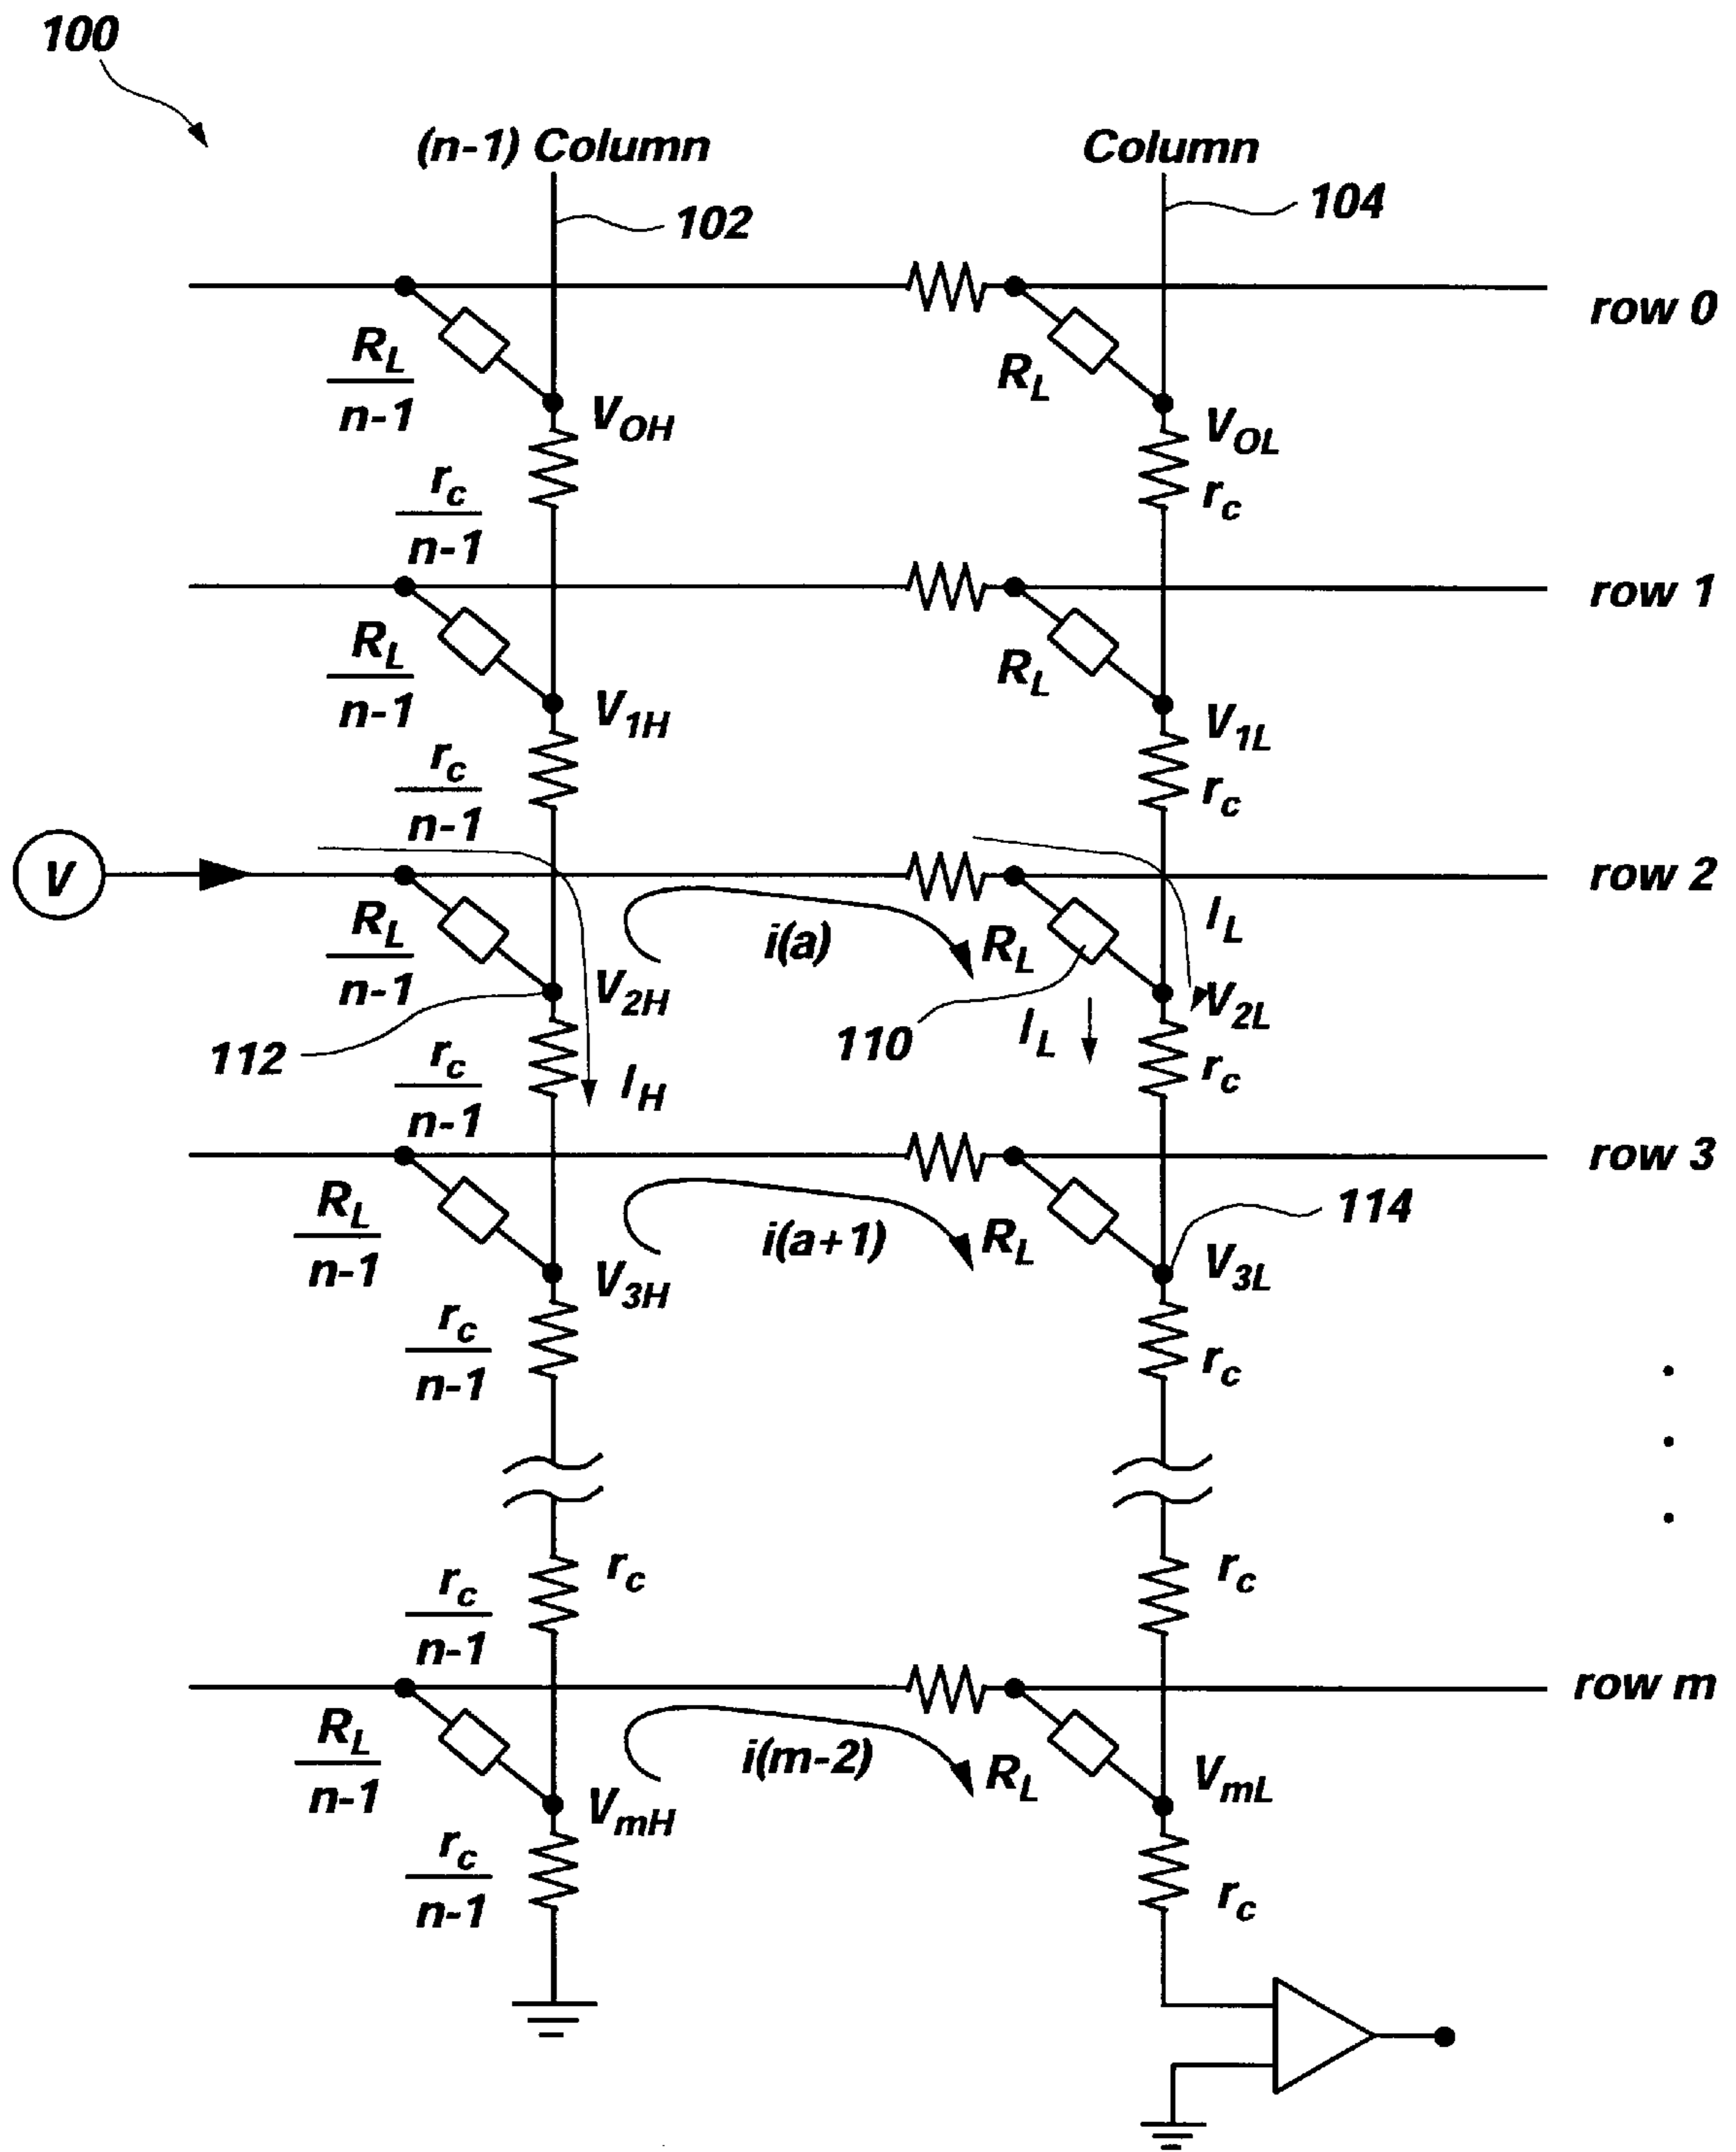 100
(n-1) Column
Column
102
104
row 0
R_L
n-1
R_L
V_OH
V_OL
r_c
n-1
r_c
row 1
R_L
n-1
R_L
V_1H
V_1L
r_c
n-1
r_c
V
row 2
R_L
n-1
i(a)
R_L
I_L
V_2H
V_2L
112
110
I_L
r_c
n-1
I_H
r_c
row 3
R_L
n-1
i(a+1)
R_L
114
V_3H
V_3L
r_c
n-1
r_c
r_c
n-1
r_c
r_c
row m
R_L
n-1
i(m-2)
R_L
V_mH
V_mL
r_c
n-1
r_c